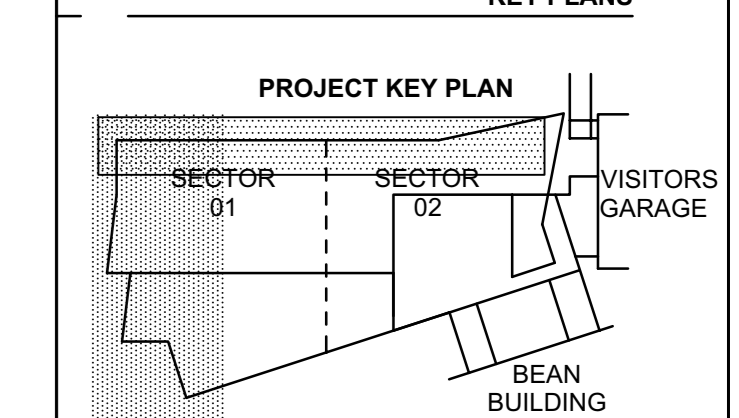 KEY PLANS
PROJECT KEY PLAN
SECTOR
01
SECTOR
02
VISITORS
GARAGE
BEAN
BUILDING